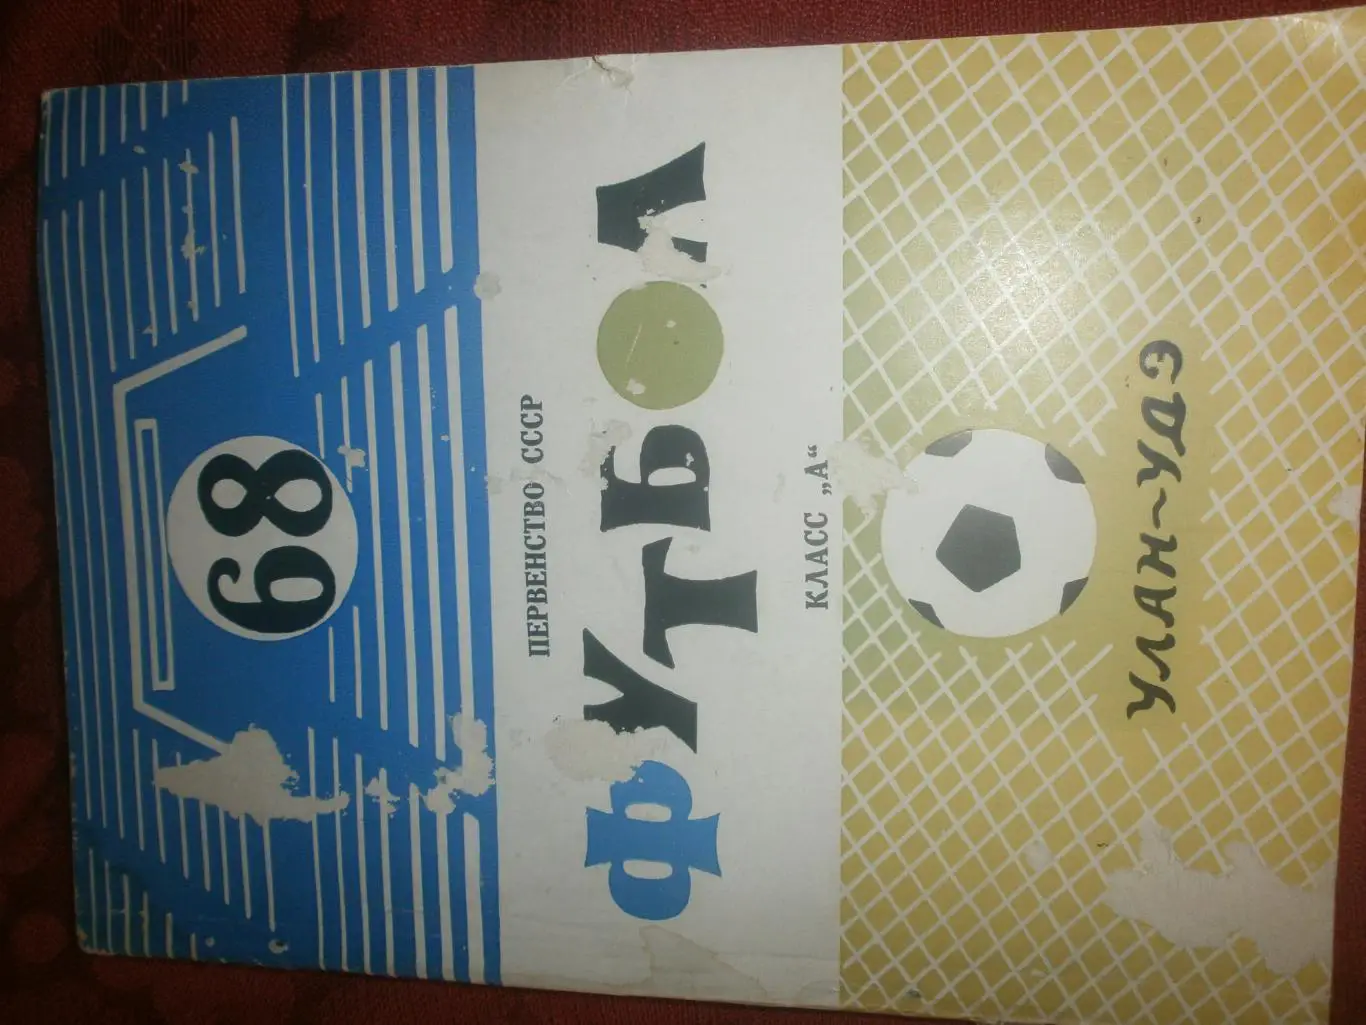 68
ПЕРВЕНСТВО СССР
ФУТБОЛ
КЛАСС „А“
УЛАН~УДЭ